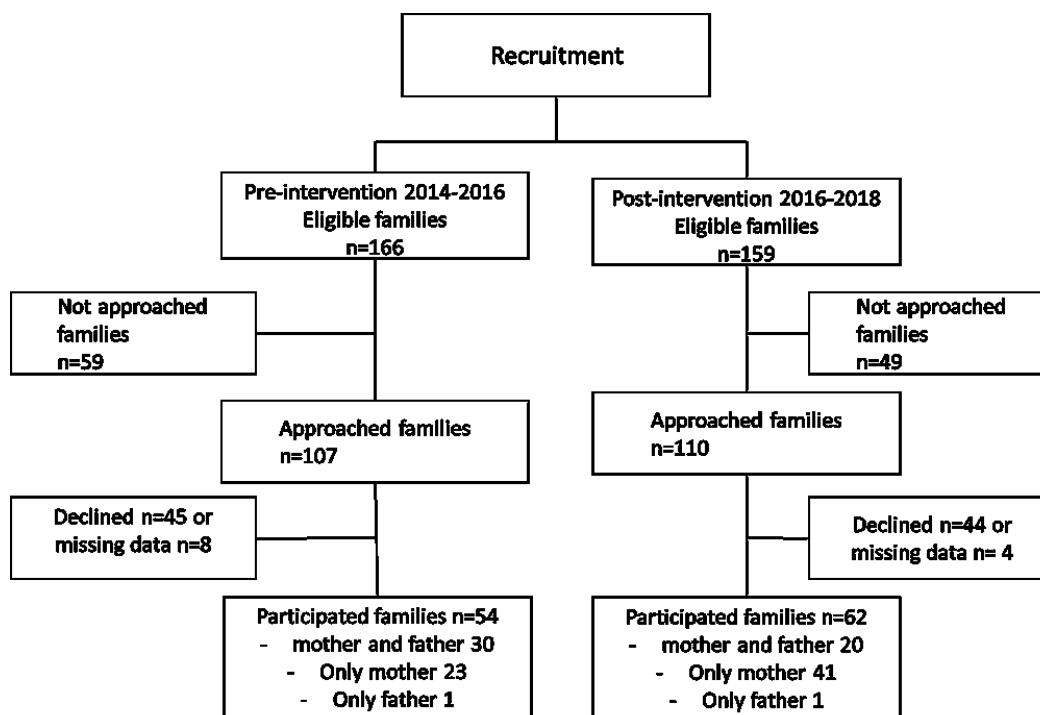 Recruitment
Pre-intervention 2014-2016
Eligible families
n=166
Post-intervention 2016-2018
Eligible families
n=159
Not approached
families
n=59
Not approached
families
n=49
Approached families
n=107
Approached families
n=110
Declined n=45 or
missing data n=8
Declined n=44 or
missing data n= 4
Participated families n=54
- mother and father 30
- Only mother 23
- Only father 1
Participated families n=62
- mother and father 20
- Only mother 41
- Only father 1